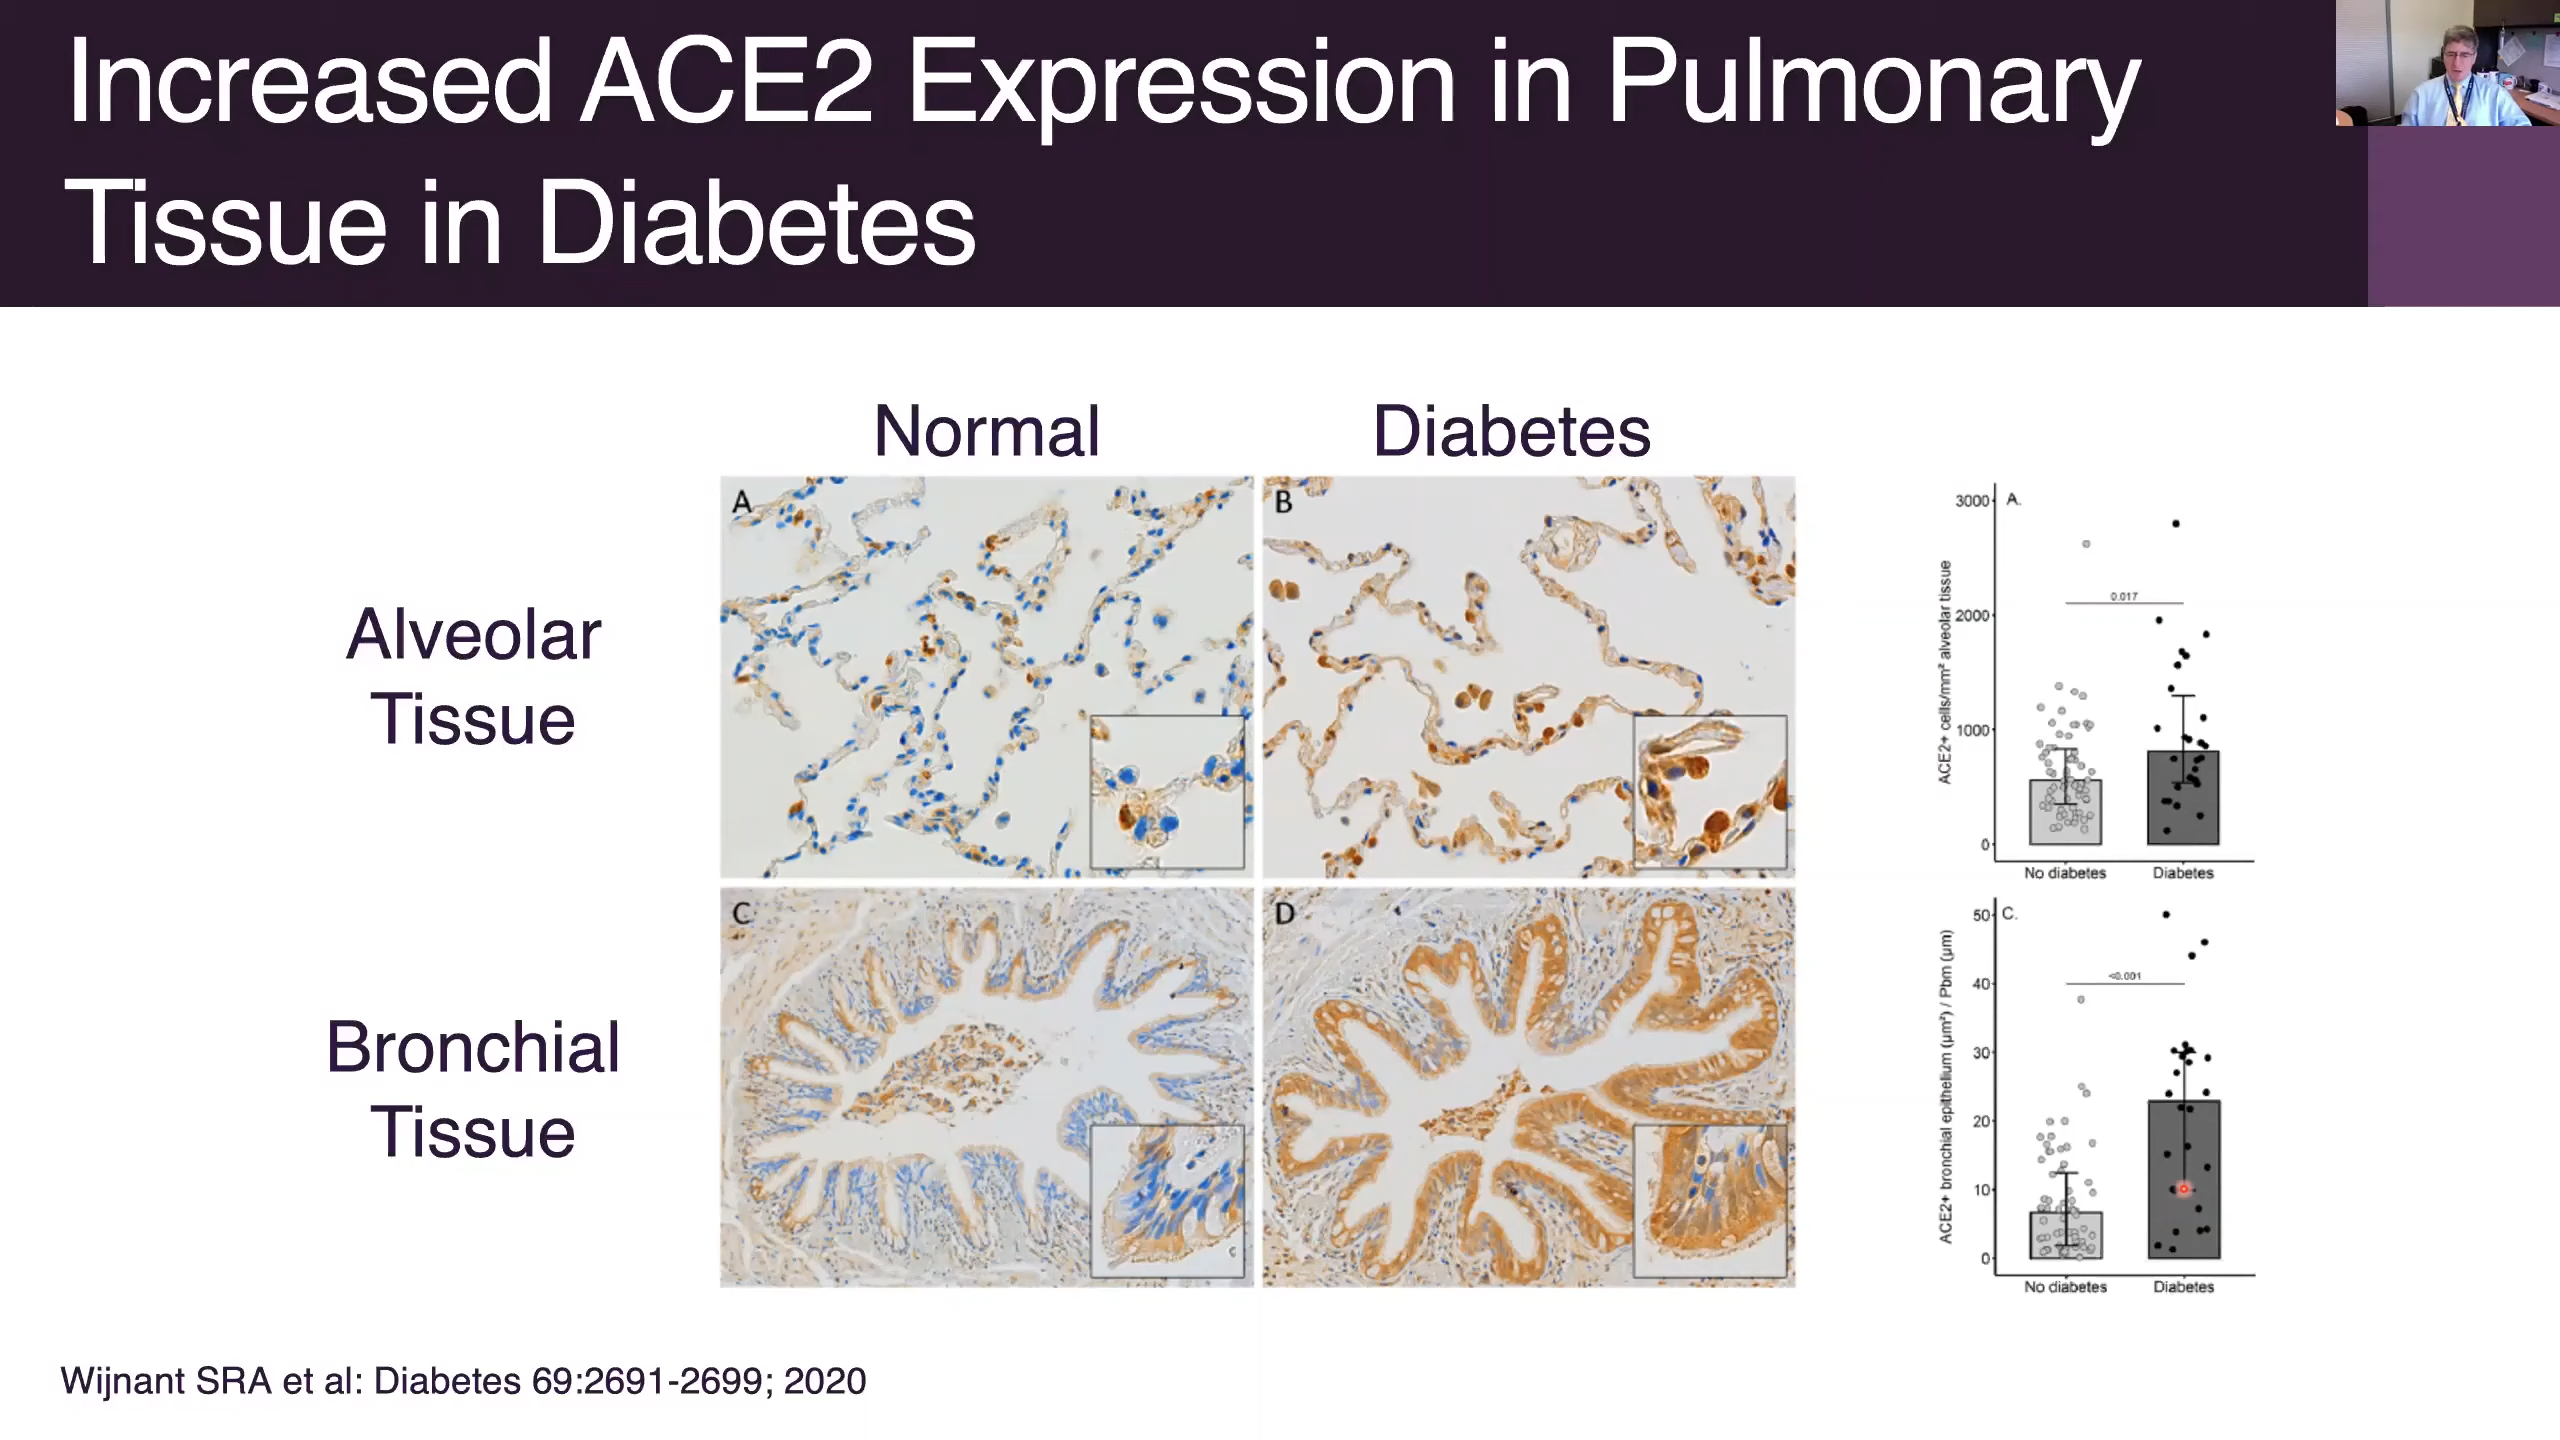 Increased ACE2 Expression in Pulmonary
Tissue in Diabetes
Normal
Diabetes
Alveolar
Tissue
Bronchial
Tissue
A
B
C
D
c
ACE2+ cells/mm² alveolar tissue
A.
3000
2000
1000
0
0.017
No diabetes
Diabetes
ACE2+ bronchial epithelium (µm²) / Pbm (µm)
C.
50
40
30
20
10
0
<0.001
No diabetes
Diabetes
Wijnant SRA et al: Diabetes 69:2691-2699; 2020